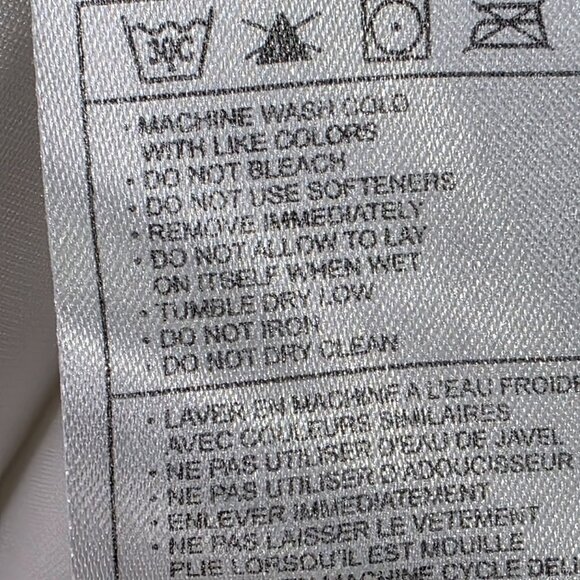 30C
• MACHINE WASH COLD
WITH LIKE COLORS
• DO NOT BLEACH
• DO NOT USE SOFTENERS
• REMOVE IMMEDIATELY
• DO NOT ALLOW TO LAY
ON ITSELF WHEN WET
• TUMBLE DRY LOW
• DO NOT IRON
• DO NOT DRY CLEAN
• LAVER EN MACHINE A L'EAU FROIDE
AVEC COULEURS SIMILAIRES
• NE PAS UTILISER D'EAU DE JAVEL
• NE PAS UTILISER D'ADOUCISSEUR
• ENLEVER IMMEDIATEMENT
• NE PAS LAISSER LE VETEMENT
PLIE LORSQU'IL EST MOUILLE
MACHINE CYCLE